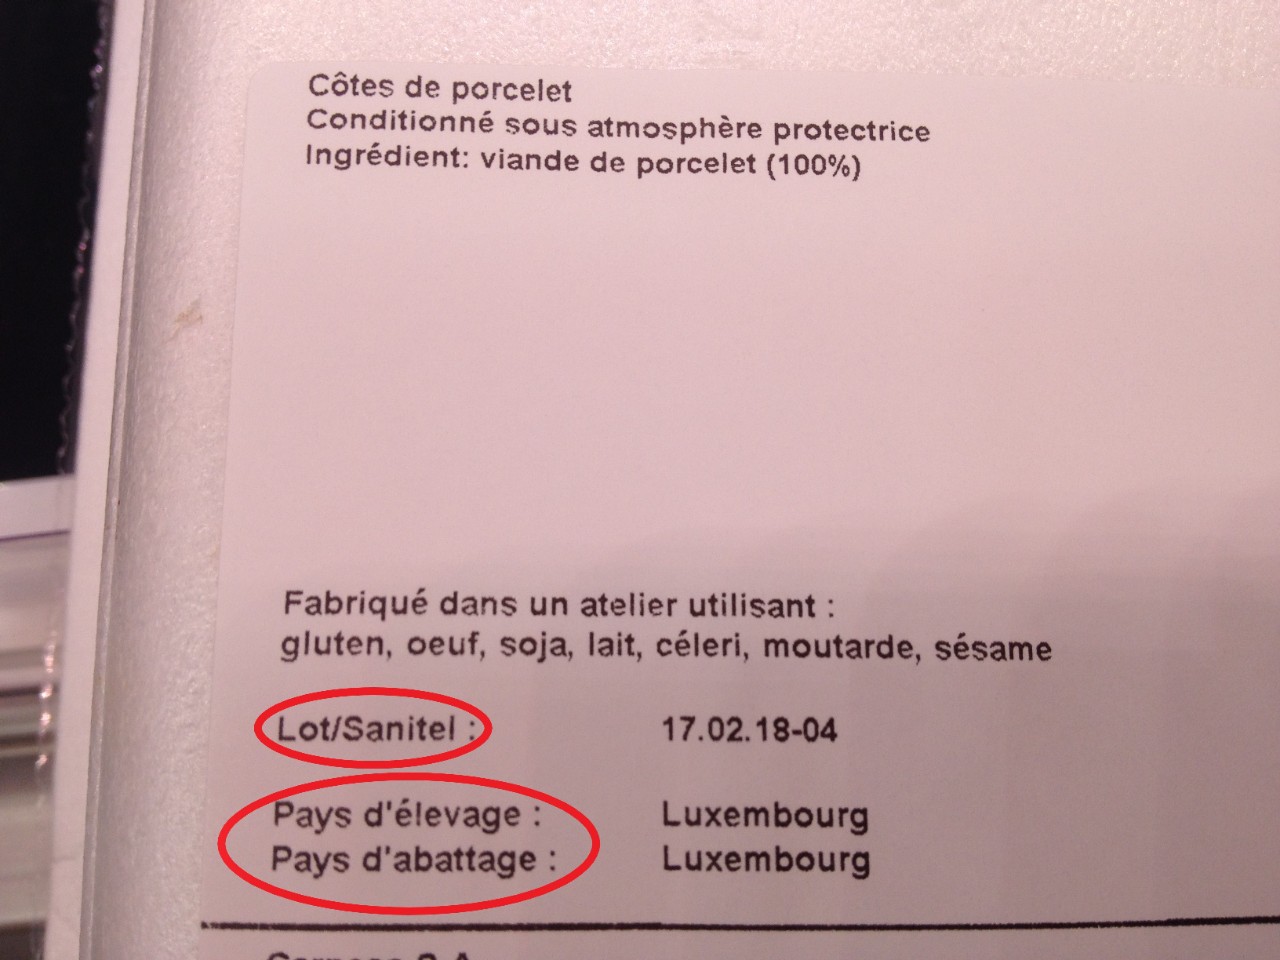 Côtes de porcelet
Conditionné sous atmosphère protectrice
Ingrédient: viande de porcelet (100%)
Fabriqué dans un atelier utilisant :
gluten, oeuf, soja, lait, céleri, moutarde, sésame
Lot/Sanitel : 17.02.18-04
Pays d'élevage : Luxembourg
Pays d'abattage : Luxembourg